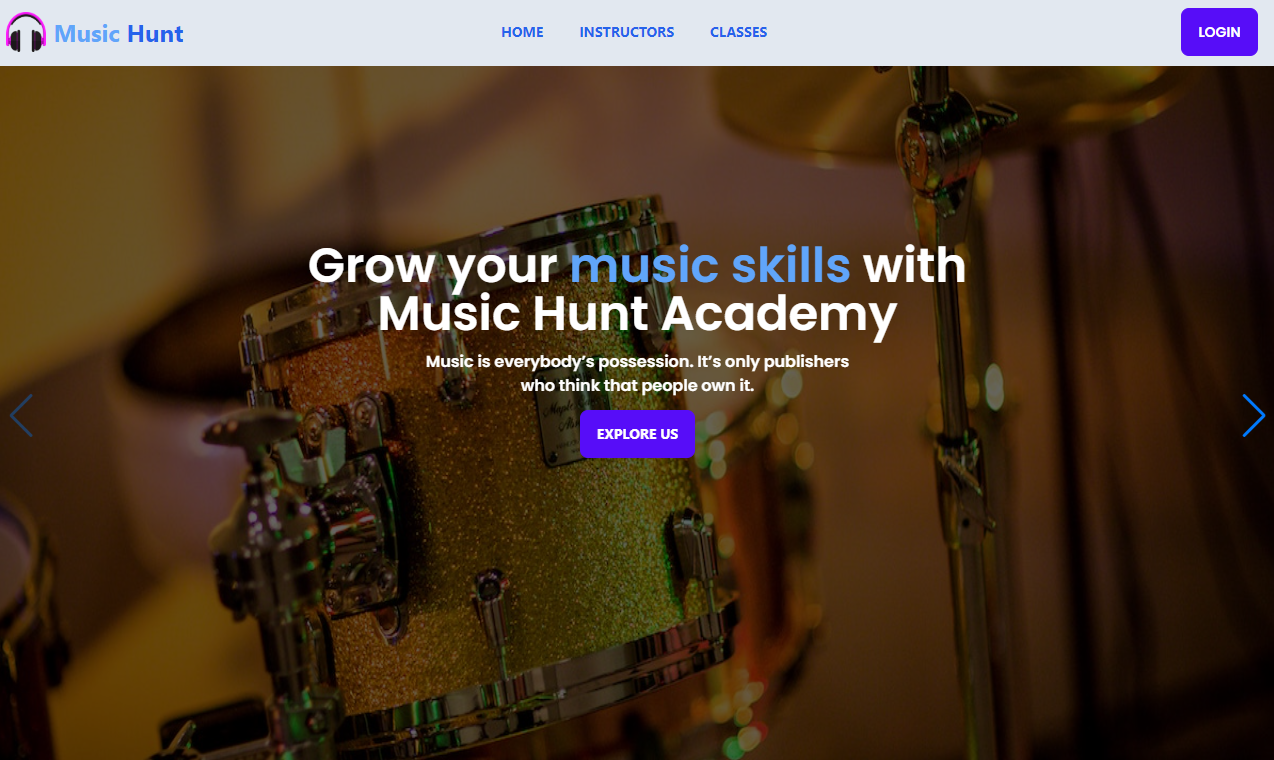 Music Hunt
HOME
INSTRUCTORS
CLASSES
LOGIN
Grow your music skills with
Music Hunt Academy
Music is everybody’s possession. It’s only publishers
who think that people own it.
EXPLORE US